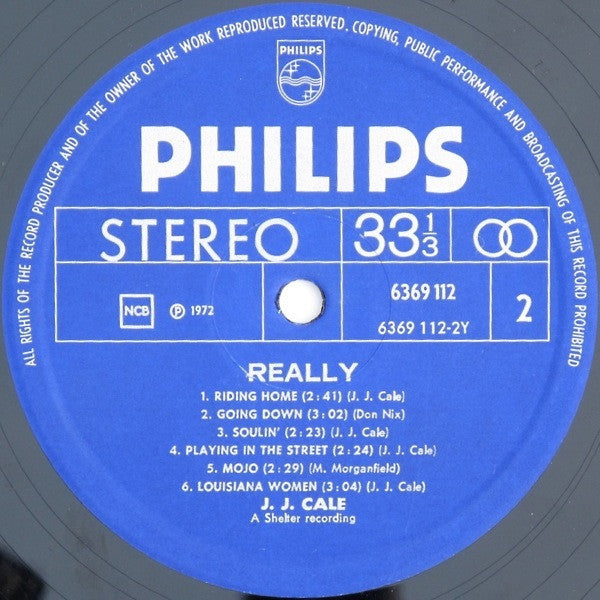 ALL RIGHTS OF THE RECORD PRODUCER AND OF THE OWNER OF THE WORK REPRODUCED RESERVED. COPYING, PUBLIC PERFORMANCE AND BROADCASTING OF THIS RECORD PROHIBITED
PHILIPS
PHILIPS
STEREO 33 1/3
NCB ℗ 1972 6369 112 2
6369 112-2Y
REALLY
1. RIDING HOME (2:41) (J. J. Cale)
2. GOING DOWN (3:02) (Don Nix)
3. SOULIN' (2:23) (J. J. Cale)
4. PLAYING IN THE STREET (2:24) (J. J. Cale)
5. MOJO (2:29) (M. Morganfield)
6. LOUISIANA WOMEN (3:04) (J. J. Cale)
J. J. CALE
A Shelter recording